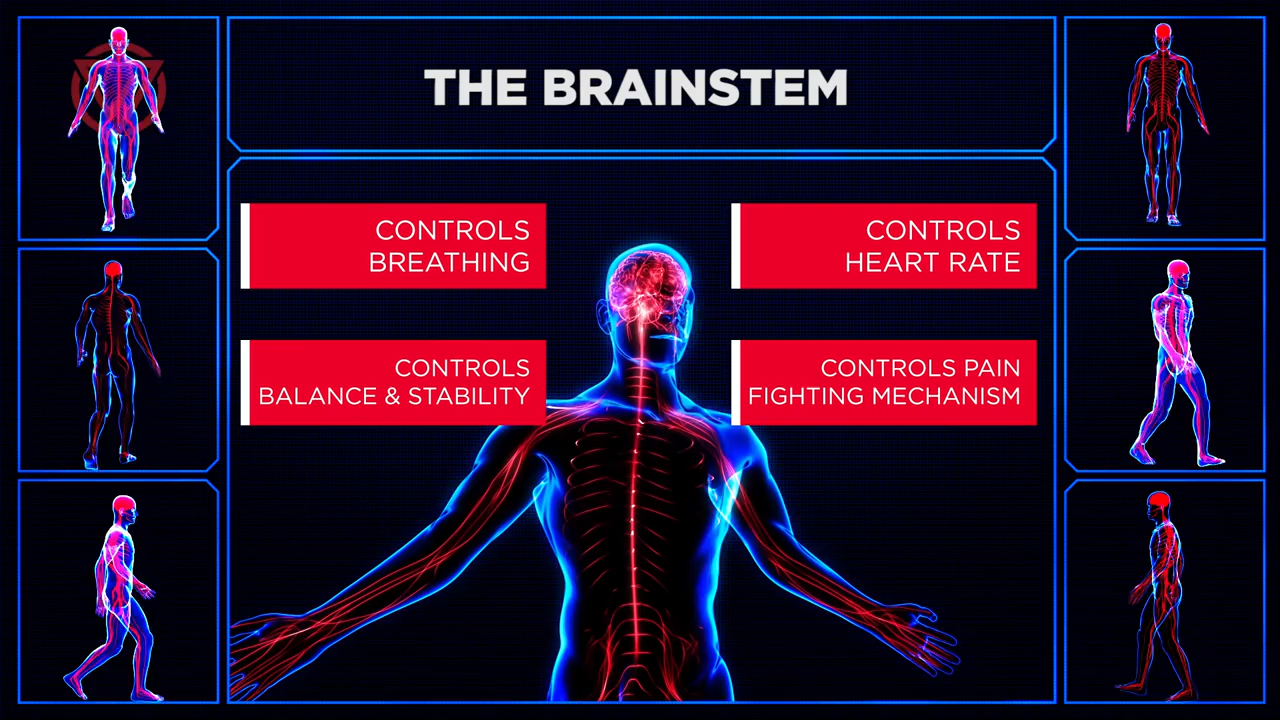 THE BRAINSTEM
CONTROLS
BREATHING
CONTROLS
HEART RATE
CONTROLS
BALANCE & STABILITY
CONTROLS PAIN
FIGHTING MECHANISM